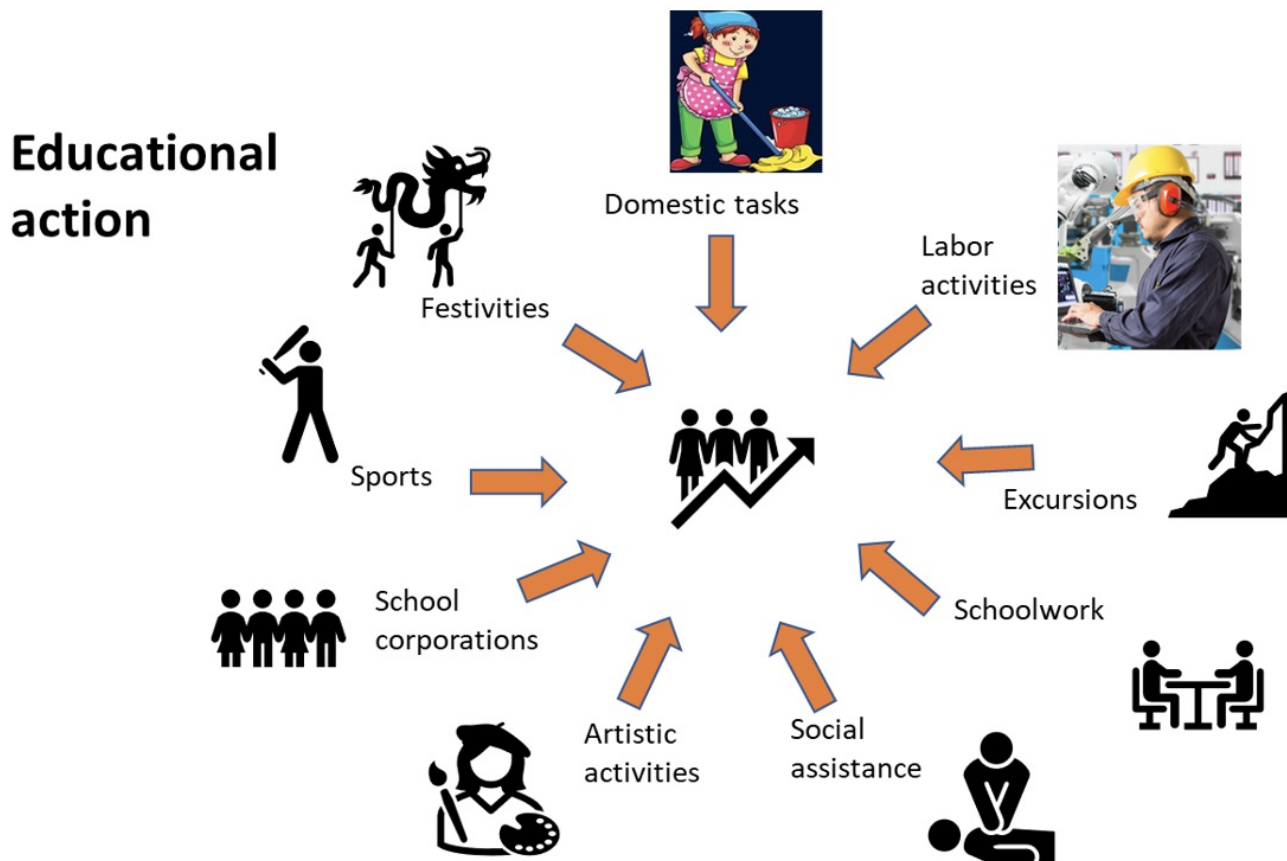 Educational
action
Domestic tasks
Labor
activities
Festivities
Sports
Excursions
School
corporations
Schoolwork
Artistic
activities
Social
assistance